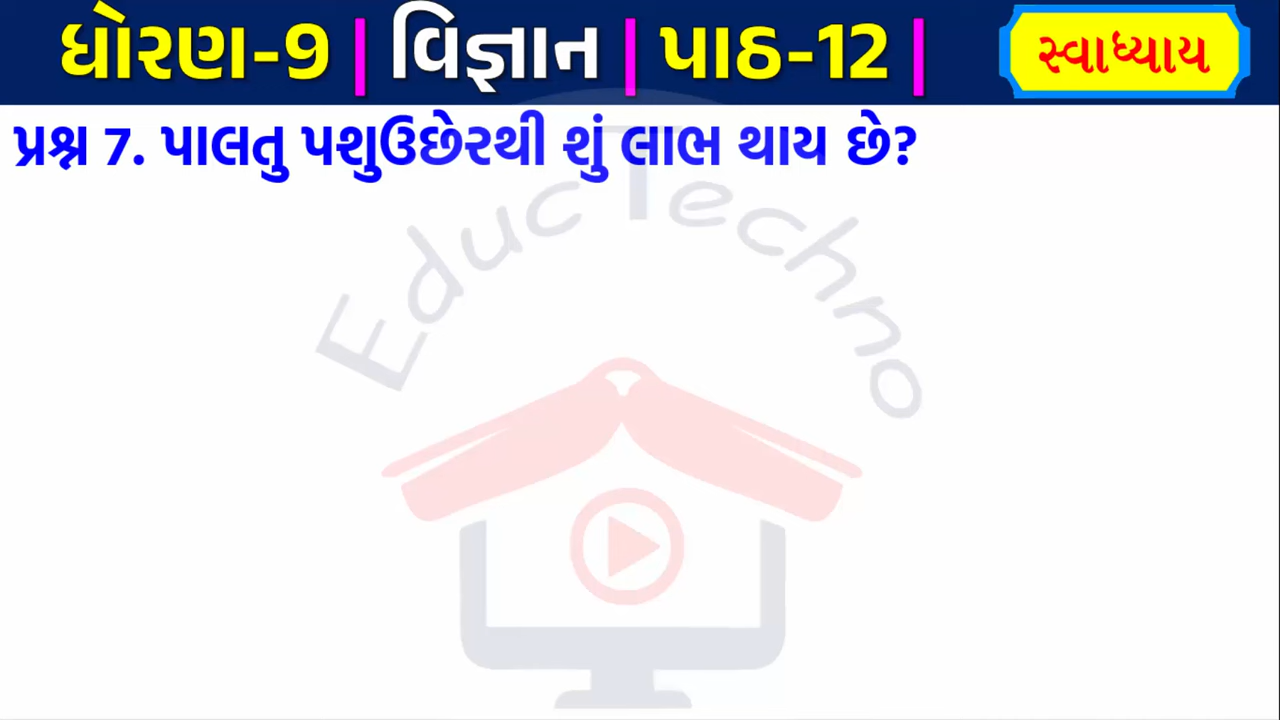 ધોરણ-9 | વિજ્ઞાન | પાઠ-12 | સ્વાધ્યાય
પ્રશ્ન 7. પાલતુ પશુઉછેરથી શું લાભ થાય છે?
EducTechno